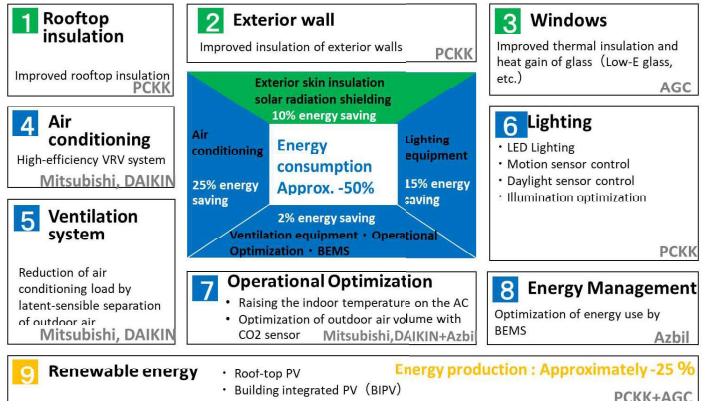 1 Rooftop
insulation
Improved rooftop insulation
PCKK
2 Exterior wall
Improved insulation of exterior walls
PCKK
3 Windows
Improved thermal insulation and
heat gain of glass（Low-E glass,
etc.）
AGC
4 Air
conditioning
High-efficiency VRV system
Mitsubishi, DAIKIN
Exterior skin insulation
solar radiation shielding
10% energy saving
Air
conditioning
25% energy
saving
Energy
consumption
Approx. -50%
Lighting
equipment
15% energy
saving
2% energy saving
Ventilation equipment・Operational
Optimization・BEMS
6 Lighting
・LED Lighting
・Motion sensor control
・Daylight sensor control
・Illumination optimization
PCKK
5 Ventilation
system
Reduction of air
conditioning load by
latent-sensible separation
of outdoor air
Mitsubishi, DAIKIN
7 Operational Optimization
• Raising the indoor temperature on the AC
• Optimization of outdoor air volume with
CO2 sensor
Mitsubishi,DAIKIN+Azbil
8 Energy Management
Optimization of energy use by
BEMS
Azbil
9 Renewable energy
・Roof-top PV
・Building integrated PV（BIPV）
Energy production : Approximately -25 %
PCKK+AGC